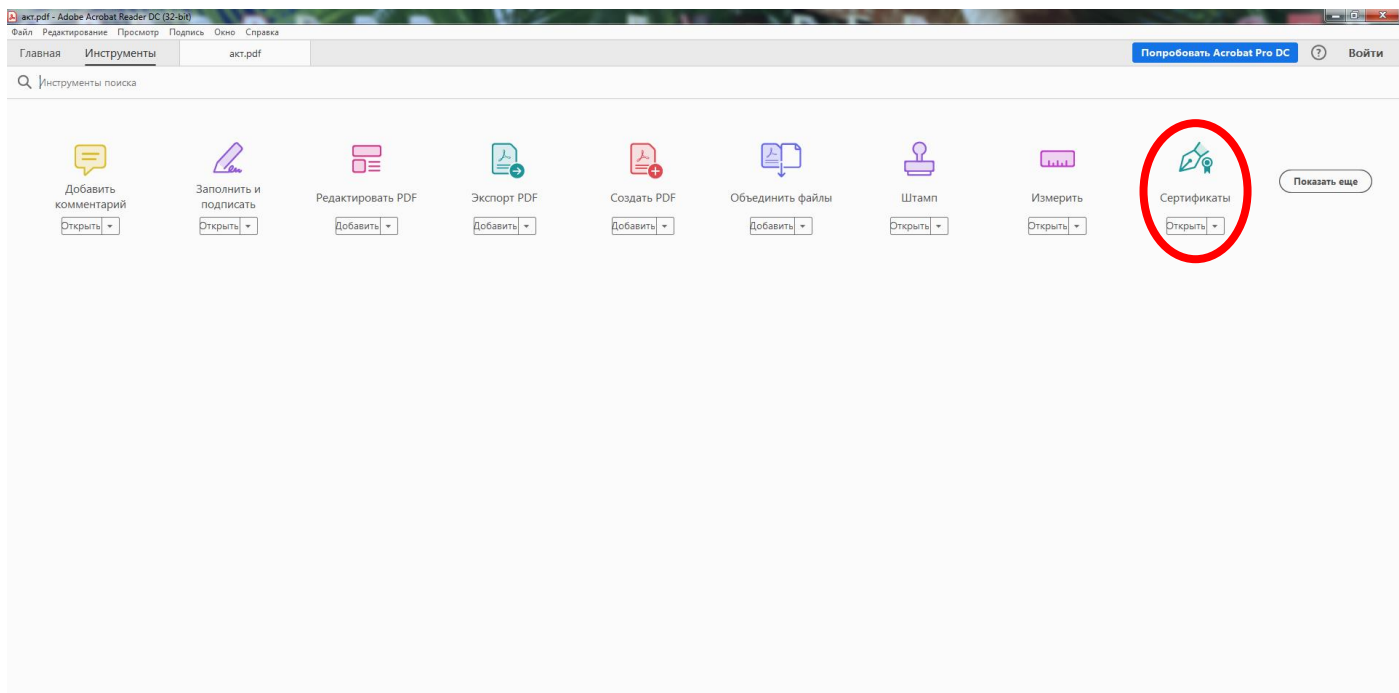 акт.pdf - Adobe Acrobat Reader DC (32-bit)
Файл Редактирование Просмотр Подпись Окно Справка
Главная Инструменты акт.pdf Попробовать Acrobat Pro DC ? Войти
Инструменты поиска
Добавить комментарий
Открыть
Заполнить и подписать
Открыть
Редактировать PDF
Добавить
Экспорт PDF
Добавить
Создать PDF
Добавить
Объединить файлы
Добавить
Штамп
Открыть
Измерить
Открыть
Сертификаты
Открыть
Показать еще